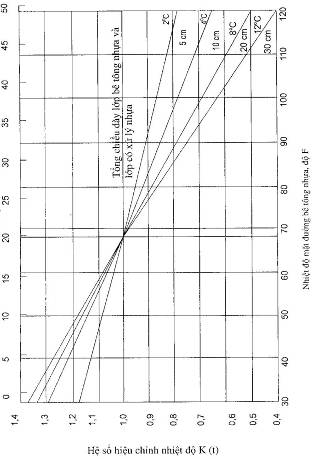 50
45
40
35
30
25
20
15
10
5
0
120
110
100
90
80
70
60
50
40
30
2°C
5 cm
10 cm
8°C
20 cm
12°C
30 cm
Tổng chiều dày lớp bê tông nhựa và
lớp có xử lý nhựa
Nhiệt độ mặt đường bê tông nhựa, độ F
1,4
1,3
1,2
1,1
1,0
0,9
0,8
0,7
0,6
0,5
0,4
Hệ số hiệu chỉnh nhiệt độ K (t)